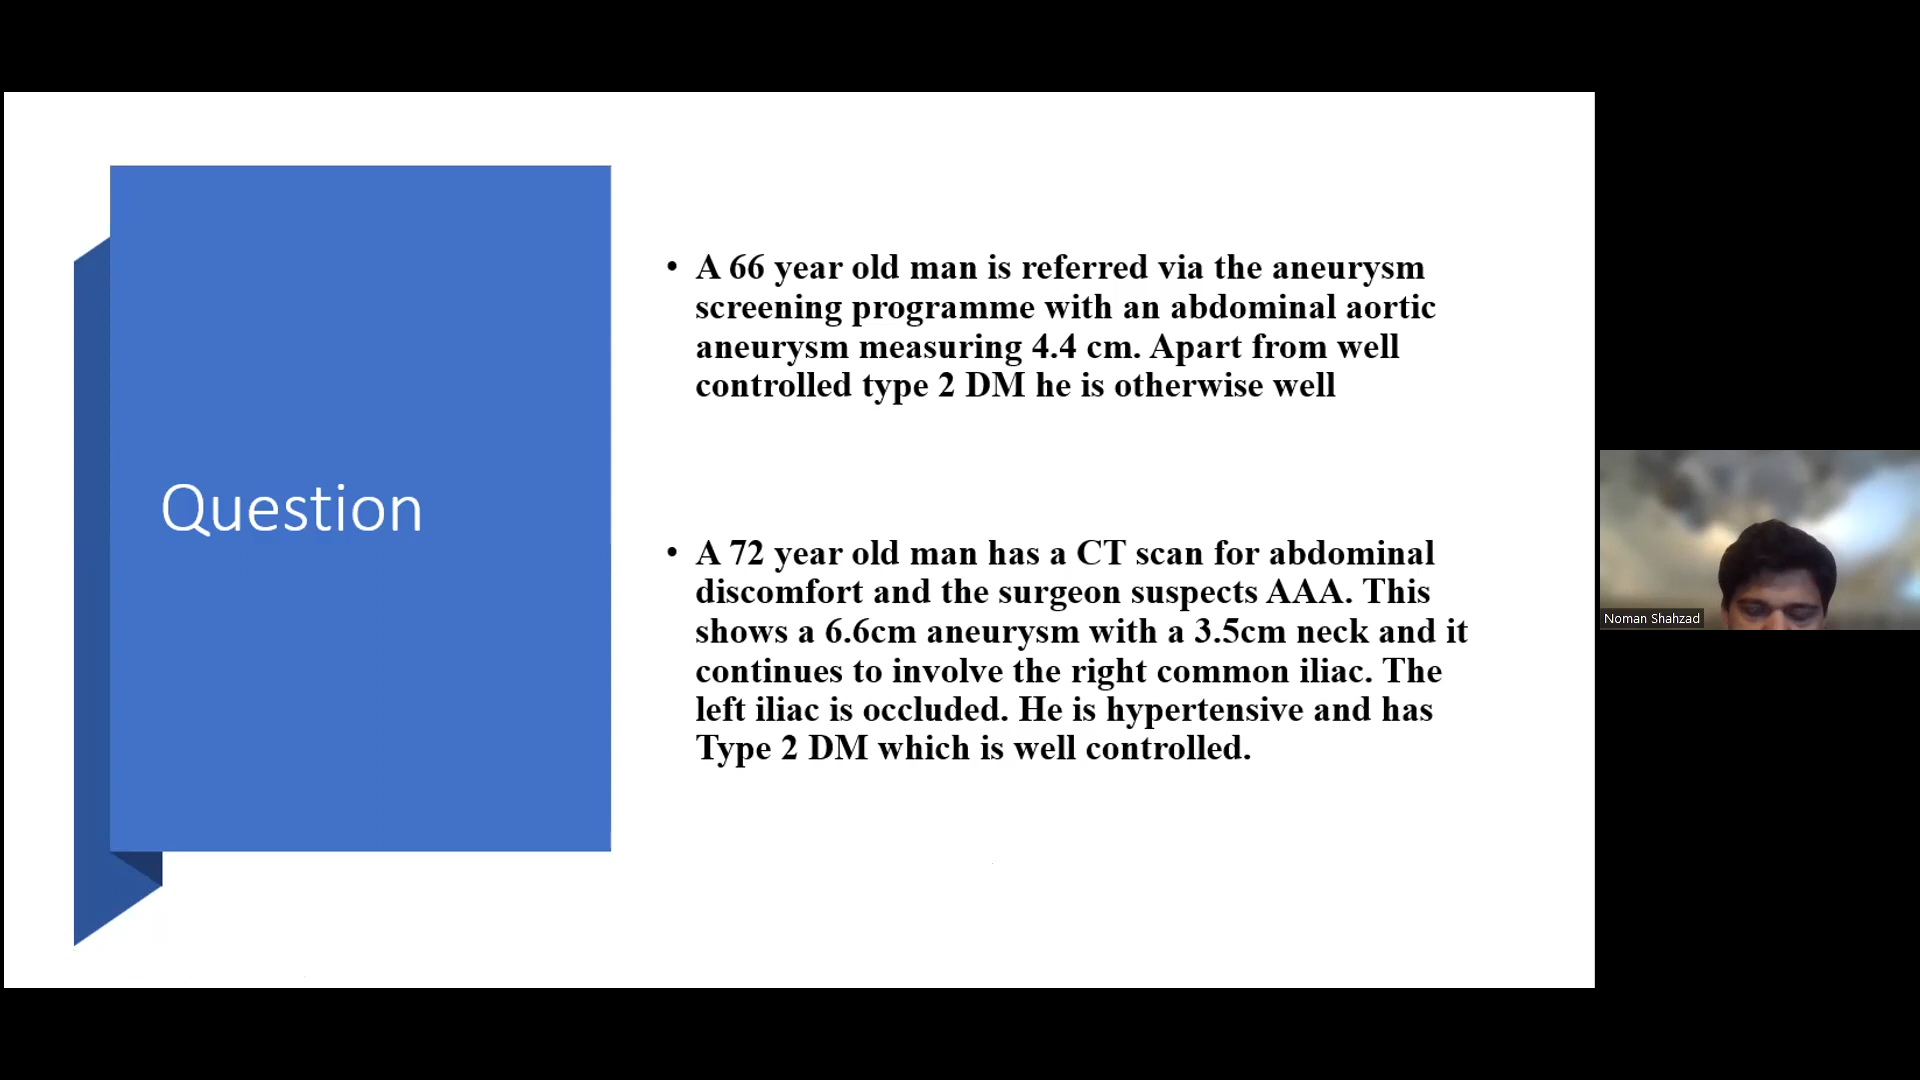 Question
• A 66 year old man is referred via the aneurysm
screening programme with an abdominal aortic
aneurysm measuring 4.4 cm. Apart from well
controlled type 2 DM he is otherwise well
• A 72 year old man has a CT scan for abdominal
discomfort and the surgeon suspects AAA. This
shows a 6.6cm aneurysm with a 3.5cm neck and it
continues to involve the right common iliac. The
left iliac is occluded. He is hypertensive and has
Type 2 DM which is well controlled.
Noman Shahzad